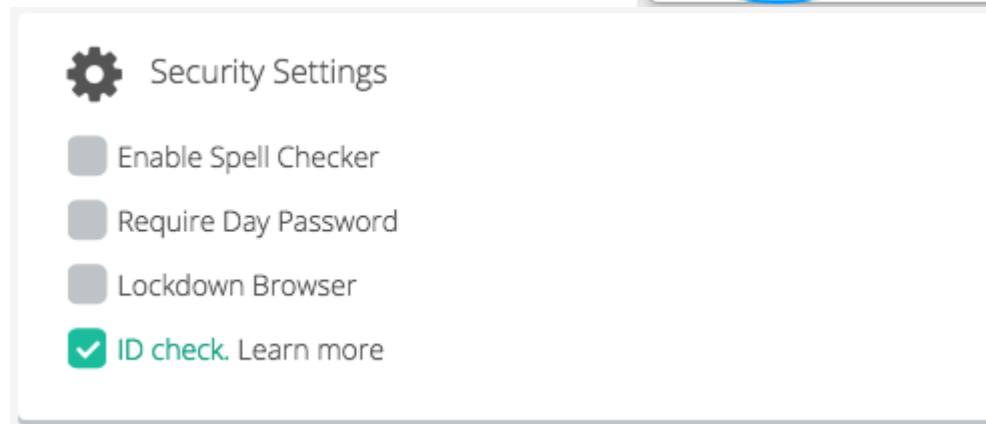 Security Settings
Enable Spell Checker
Require Day Password
Lockdown Browser
ID check. Learn more